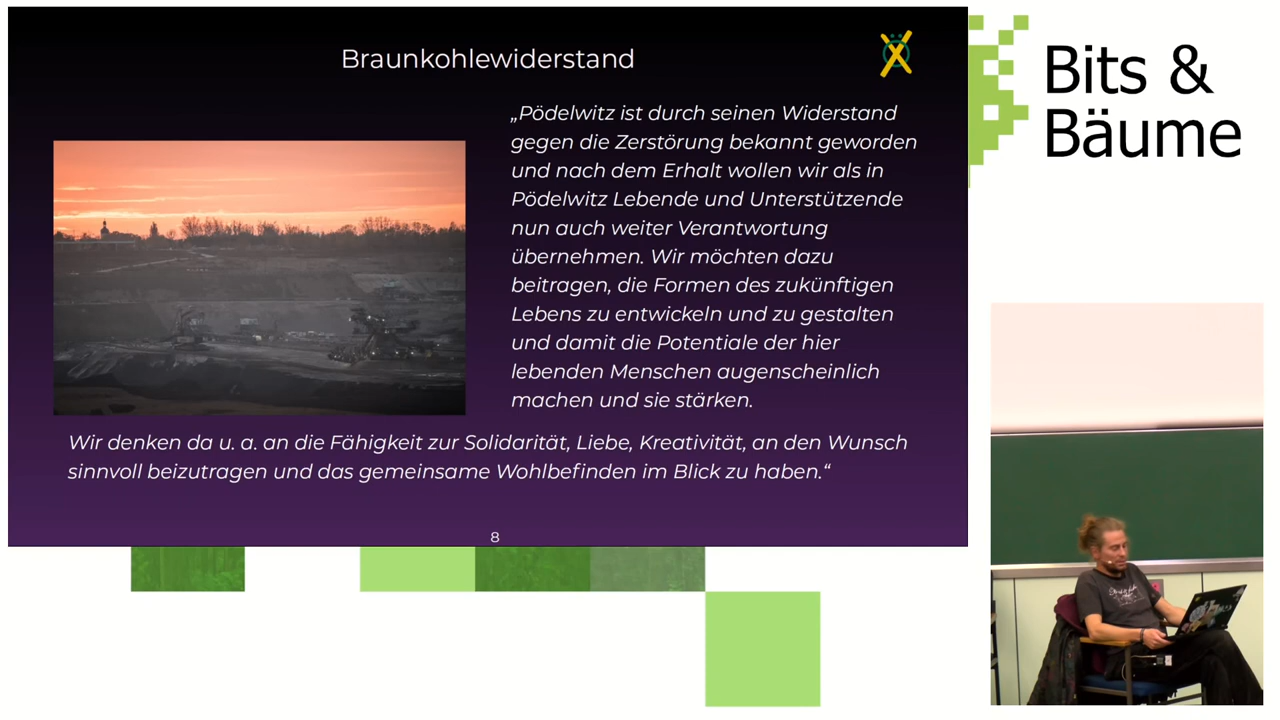 Braunkohlewiderstand
„Pödelwitz ist durch seinen Widerstand
gegen die Zerstörung bekannt geworden
und nach dem Erhalt wollen wir als in
Pödelwitz Lebende und Unterstützende
nun auch weiter Verantwortung
übernehmen. Wir möchten dazu
beitragen, die Formen des zukünftigen
Lebens zu entwickeln und zu gestalten
und damit die Potentiale der hier
lebenden Menschen augenscheinlich
machen und sie stärken.
Wir denken da u. a. an die Fähigkeit zur Solidarität, Liebe, Kreativität, an den Wunsch
sinnvoll beizutragen und das gemeinsame Wohlbefinden im Blick zu haben.“
8
Bits &
Bäume